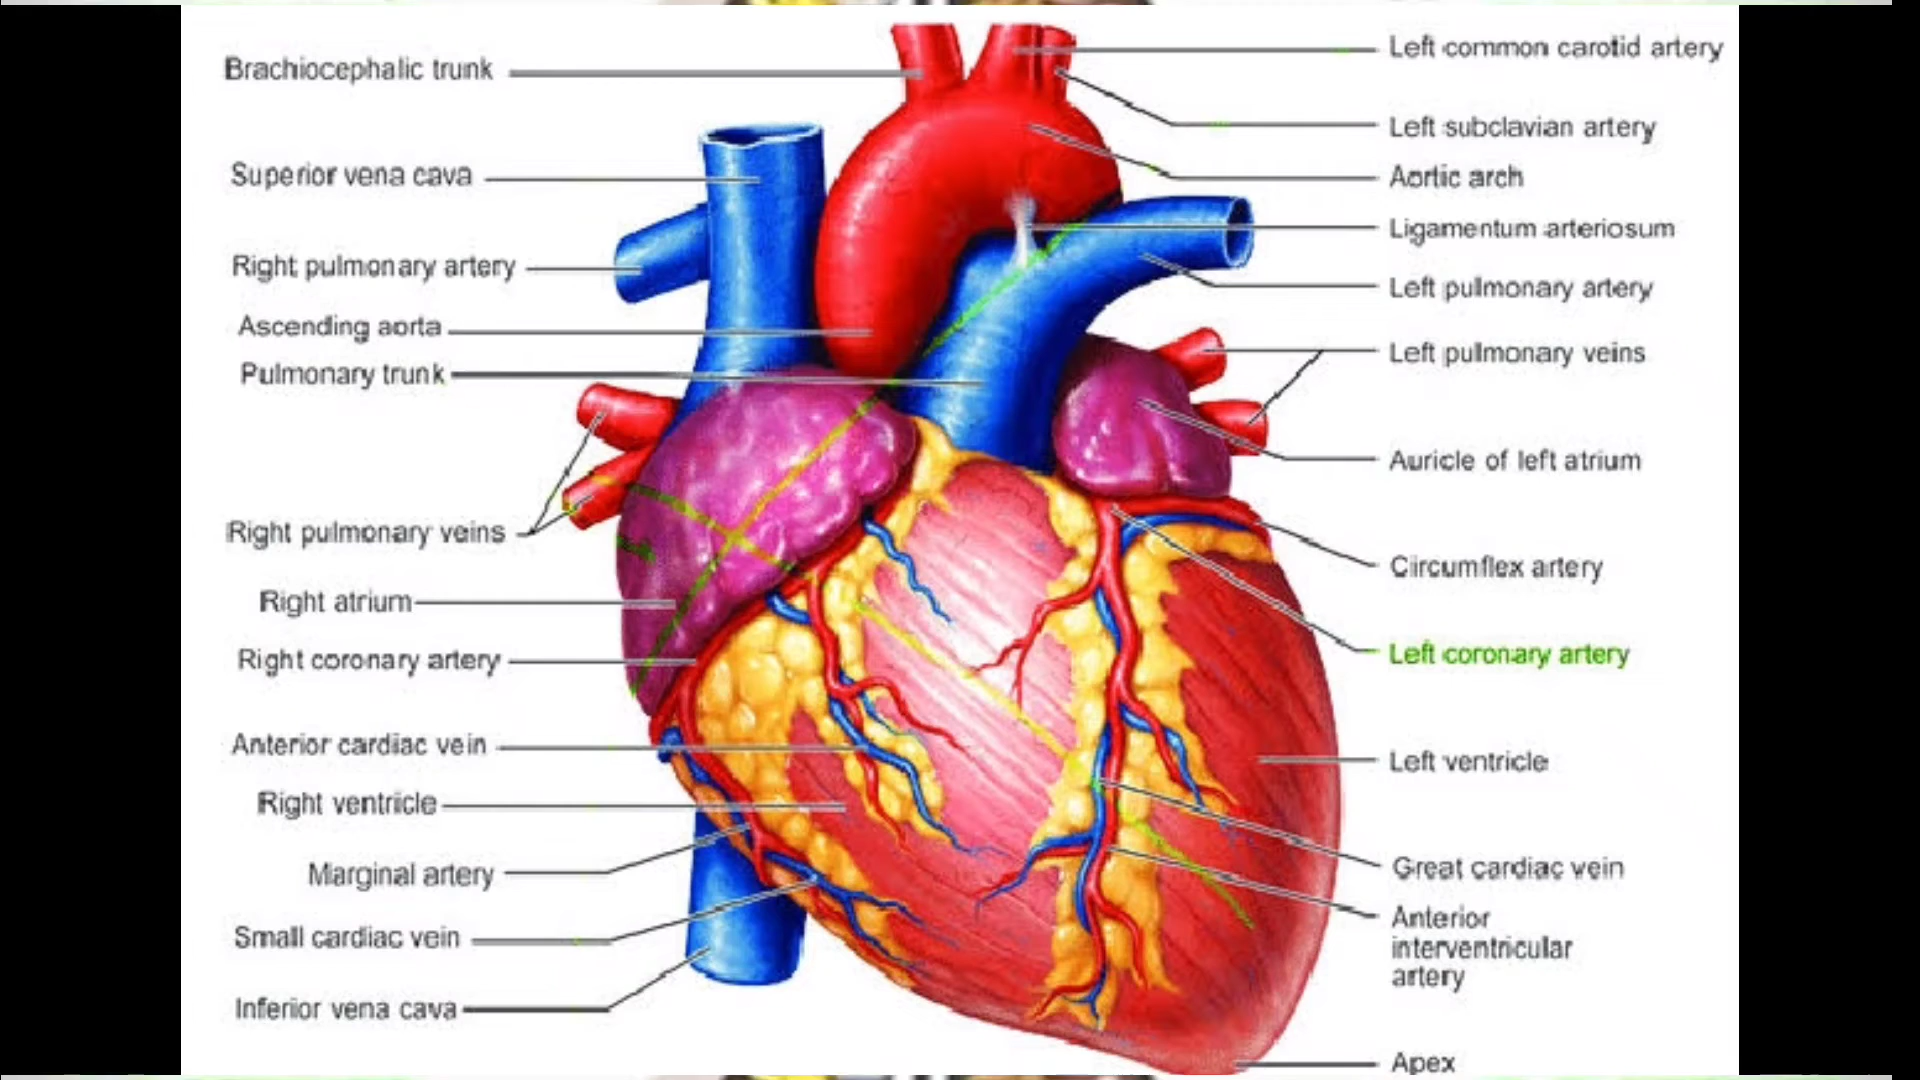 Brachiocephalic trunk
Superior vena cava
Right pulmonary artery
Ascending aorta
Pulmonary trunk
Right pulmonary veins
Right atrium
Right coronary artery
Anterior cardiac vein
Right ventricle
Marginal artery
Small cardiac vein
Inferior vena cava
Left common carotid artery
Left subclavian artery
Aortic arch
Ligamentum arteriosum
Left pulmonary artery
Left pulmonary veins
Auricle of left atrium
Circumflex artery
Left coronary artery
Left ventricle
Great cardiac vein
Anterior
interventricular
artery
Apex